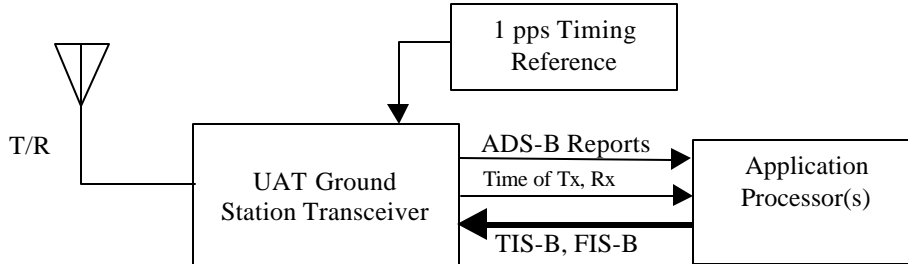 1 pps Timing
Reference
T/R
UAT Ground
Station Transceiver
ADS-B Reports
Time of Tx, Rx
TIS-B, FIS-B
Application
Processor(s)